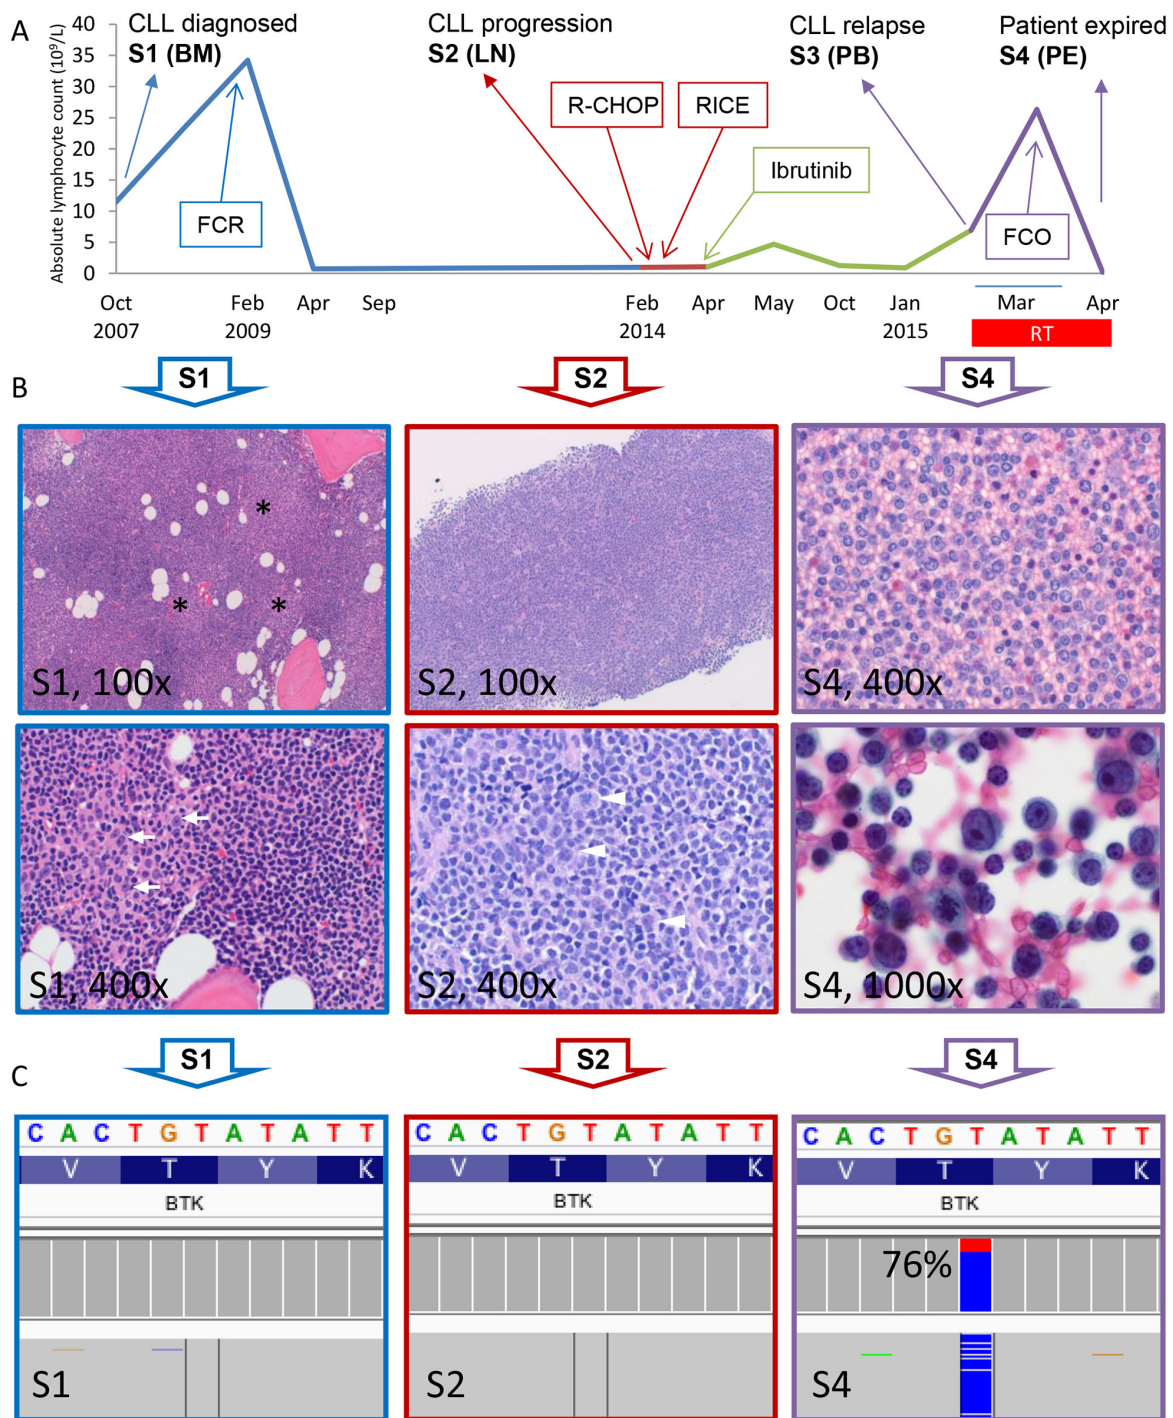 A
Absolute lymphocyte count (10⁹/L)
40
35
30
25
20
15
10
5
0
CLL diagnosed
S1 (BM)
CLL progression
S2 (LN)
CLL relapse
S3 (PB)
Patient expired
S4 (PE)
FCR
R-CHOP
RICE
Ibrutinib
FCO
Oct Feb Apr Sep Feb Apr May Oct Jan Mar Apr
2007 2009 2014 2015
RT
B
S1 S2 S4
*
* *
S1, 100x
S2, 100x
S4, 400x
S1, 400x
S2, 400x
S4, 1000x
C
S1 S2 S4
C A C T G T A T A T T
V T Y K
BTK
S1
C A C T G T A T A T T
V T Y K
BTK
S2
C A C T G T A T A T T
V T Y K
BTK
76%
S4